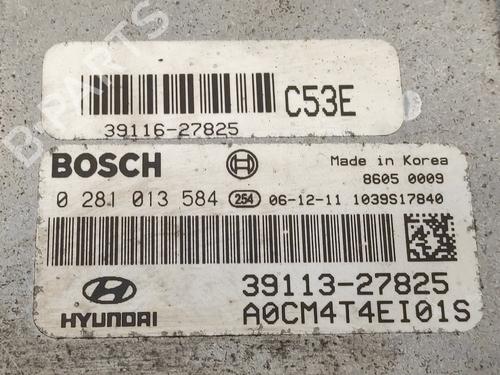 C53E
39116-27825
BOSCH
Made in Korea
8605 0009
0 281 013 584 254 06-12-11 1039S17840
39113-27825
HYUNDAI A0CM4T4EI01S
B-PARTS